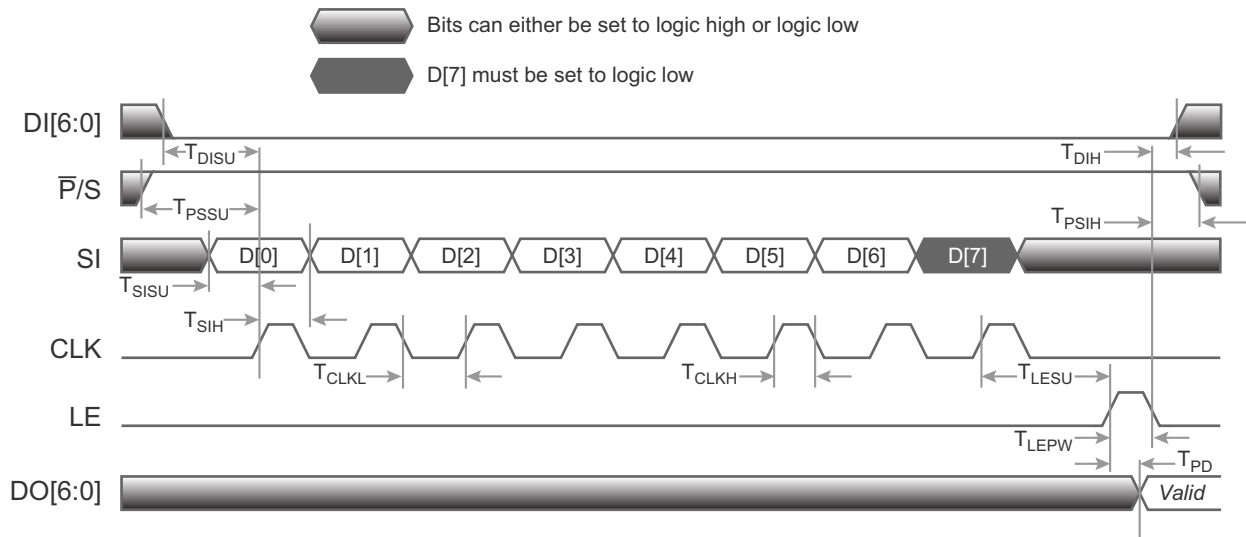 Bits can either be set to logic high or logic low
D[7] must be set to logic low
DI[6:0]
TDISU
TDIH
P̅/S
TPSSU
TPSIH
SI
D[0] D[1] D[2] D[3] D[4] D[5] D[6] D[7]
TSISU
TSIH
CLK
TCLKL
TCLKH
TLESU
LE
TLEPW
TPD
DO[6:0]
Valid